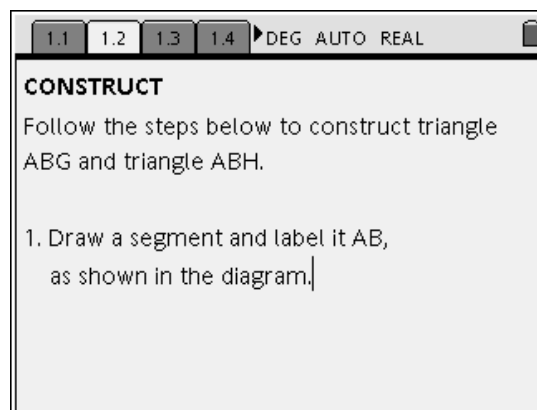 1.1 1.2 1.3 1.4 DEG AUTO REAL
CONSTRUCT
Follow the steps below to construct triangle
ABG and triangle ABH.
1. Draw a segment and label it AB,
as shown in the diagram.